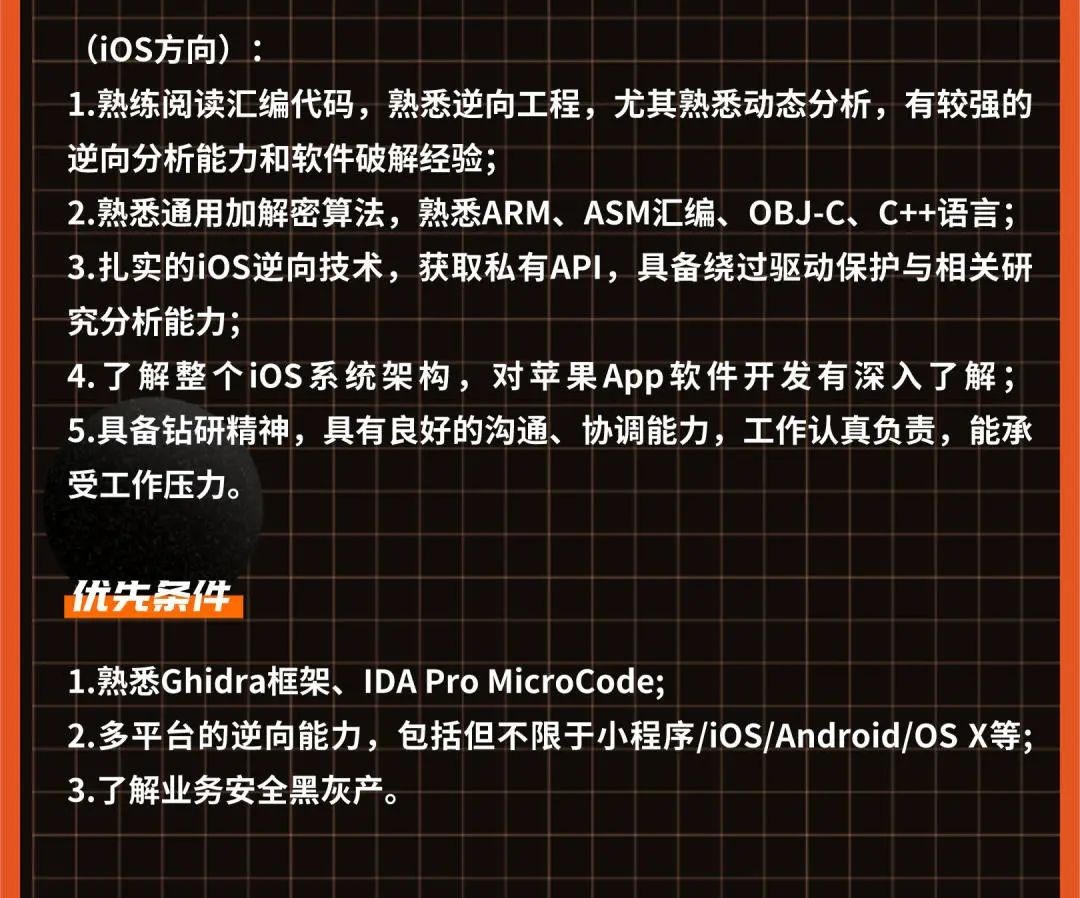 （iOS方向）：
1.熟练阅读汇编代码，熟悉逆向工程，尤其熟悉动态分析，有较强的
逆向分析能力和软件破解经验；
2.熟悉通用加解密算法，熟悉ARM、ASM汇编、OBJ-C、C++语言；
3.扎实的iOS逆向技术，获取私有API，具备绕过驱动保护与相关研
究分析能力；
4.了解整个iOS系统架构，对苹果App软件开发有深入了解；
5.具备钻研精神，具有良好的沟通、协调能力，工作认真负责，能承
受工作压力。
优先条件
1.熟悉Ghidra框架、IDA Pro MicroCode;
2.多平台的逆向能力，包括但不限于小程序/iOS/Android/OS X等;
3.了解业务安全黑灰产。